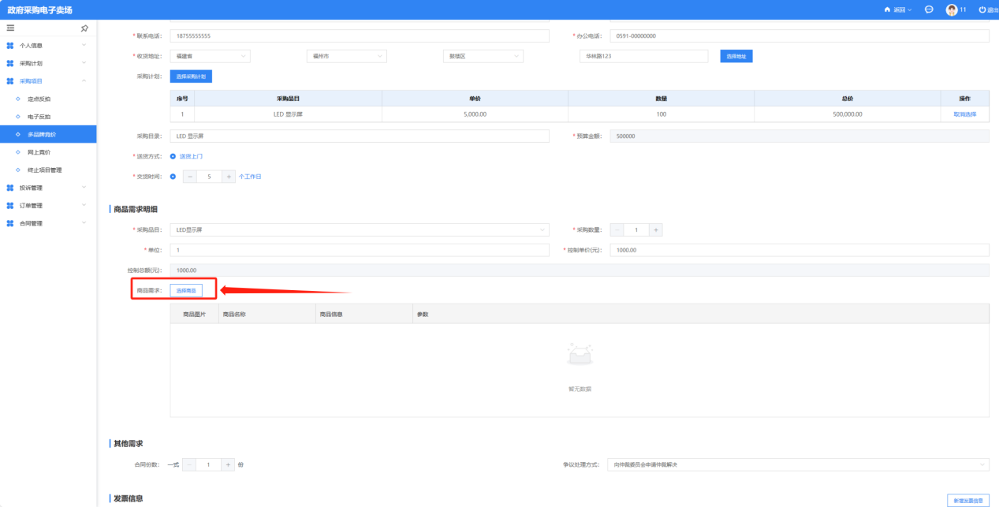 政府采购电子卖场 返回 11 退出
个人信息
采购计划
采购项目
定点反拍
电子反拍
多品牌竞价
网上竞价
终止项目管理
投诉管理
订单管理
合同管理
* 联系电话: 18755555555 * 办公电话: 0591-00000000
* 收货地址: 福建省 福州市 鼓楼区 华林路123 选择地址
采购计划: 选择采购计划
序号 采购品目 单价 数量 总价 操作
1 LED 显示屏 5,000.00 100 500,000.00 取消选择
采购目录: LED 显示屏 * 预算金额: 500000
* 送货方式: 送货上门
* 交货时间: − 5 + 个工作日
商品需求明细
* 采购品目: LED显示屏 * 采购数量: − 1 +
* 单位: 1 * 控制单价(元): 1000.00
控制总额(元): 1000.00
商品需求: 选择商品
商品图片 商品名称 商品信息 参数
暂无数据
其他需求
合同份数: 一式 − 1 + 份 争议处理方式: 向仲裁委员会申请仲裁解决
发票信息 新增发票信息